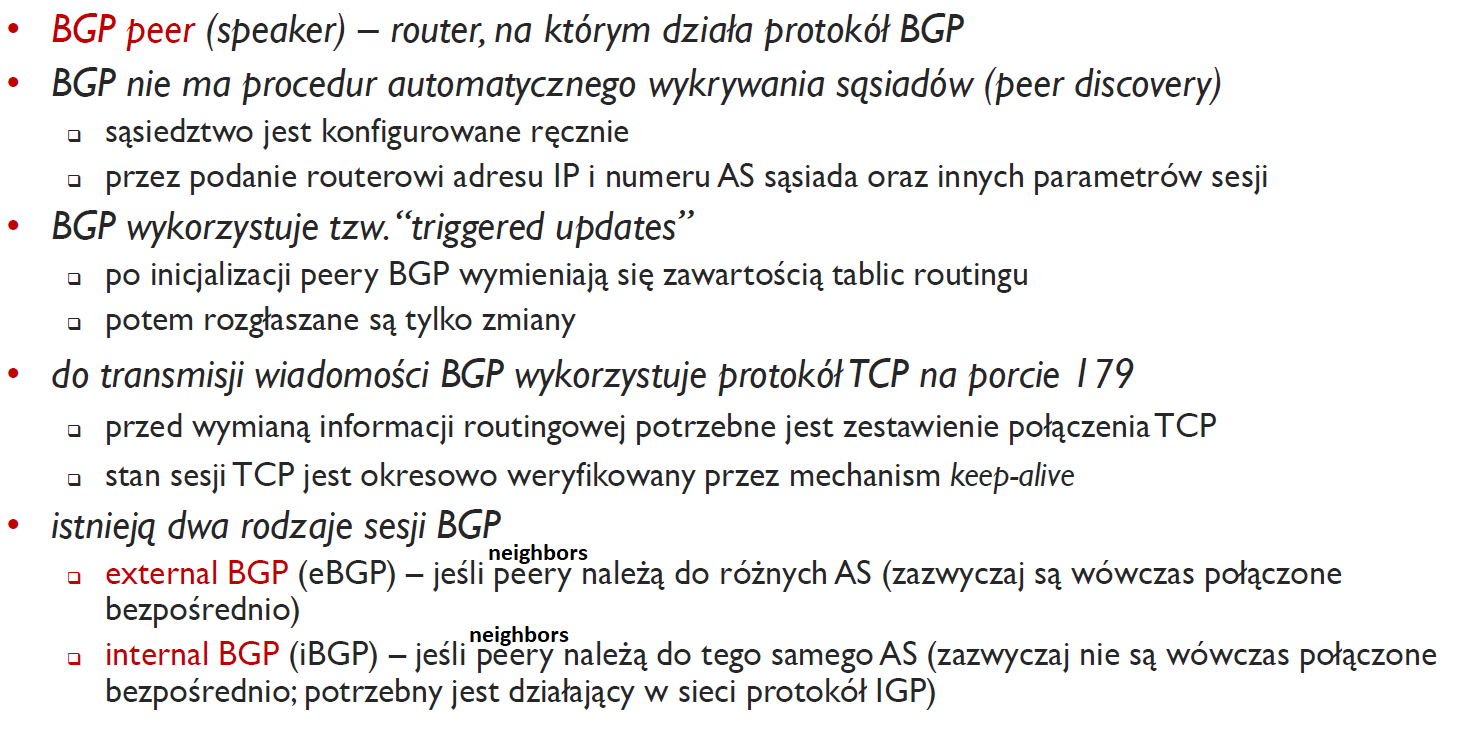 • BGP peer (speaker) – router, na którym działa protokół BGP
• BGP nie ma procedur automatycznego wykrywania sąsiadów (peer discovery)
❑ sąsiedztwo jest konfigurowane ręcznie
❑ przez podanie routerowi adresu IP i numeru AS sąsiada oraz innych parametrów sesji
• BGP wykorzystuje tzw. “triggered updates”
❑ po inicjalizacji peery BGP wymieniają się zawartością tablic routingu
❑ potem rozgłaszane są tylko zmiany
• do transmisji wiadomości BGP wykorzystuje protokół TCP na porcie 179
❑ przed wymianą informacji routingowej potrzebne jest zestawienie połączenia TCP
❑ stan sesji TCP jest okresowo weryfikowany przez mechanism keep-alive
• istnieją dwa rodzaje sesji BGP
neighbors
❑ external BGP (eBGP) – jeśli peery należą do różnych AS (zazwyczaj są wówczas połączone
bezpośrednio)
neighbors
❑ internal BGP (iBGP) – jeśli peery należą do tego samego AS (zazwyczaj nie są wówczas połączone
bezpośrednio; potrzebny jest działający w sieci protokół IGP)